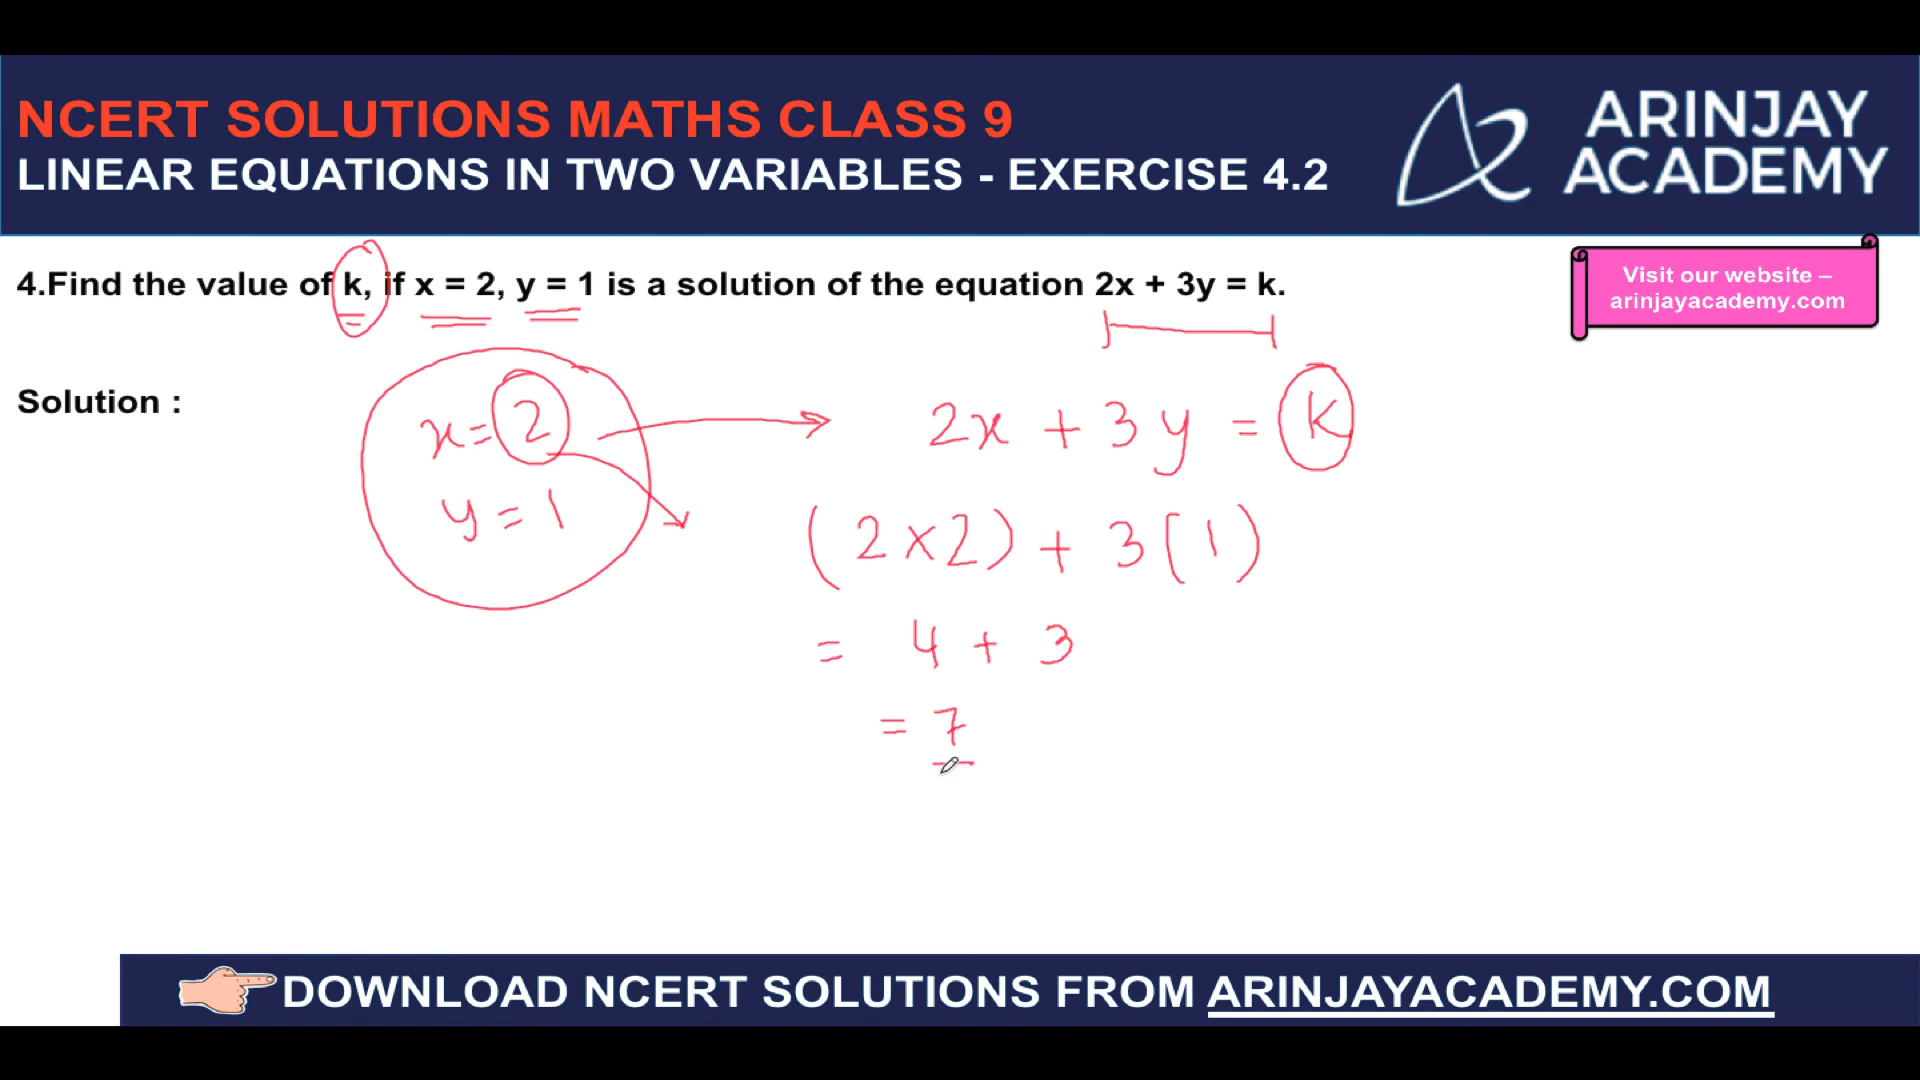 NCERT SOLUTIONS MATHS CLASS 9
LINEAR EQUATIONS IN TWO VARIABLES - EXERCISE 4.2
ARINJAY
ACADEMY
4.Find the value of k, if x = 2, y = 1 is a solution of the equation 2x + 3y = k.
Visit our website –
arinjayacademy.com
Solution :
x = 2
y = 1
2x + 3y = k
(2×2) + 3(1)
= 4 + 3
= 7
DOWNLOAD NCERT SOLUTIONS FROM ARINJAYACADEMY.COM